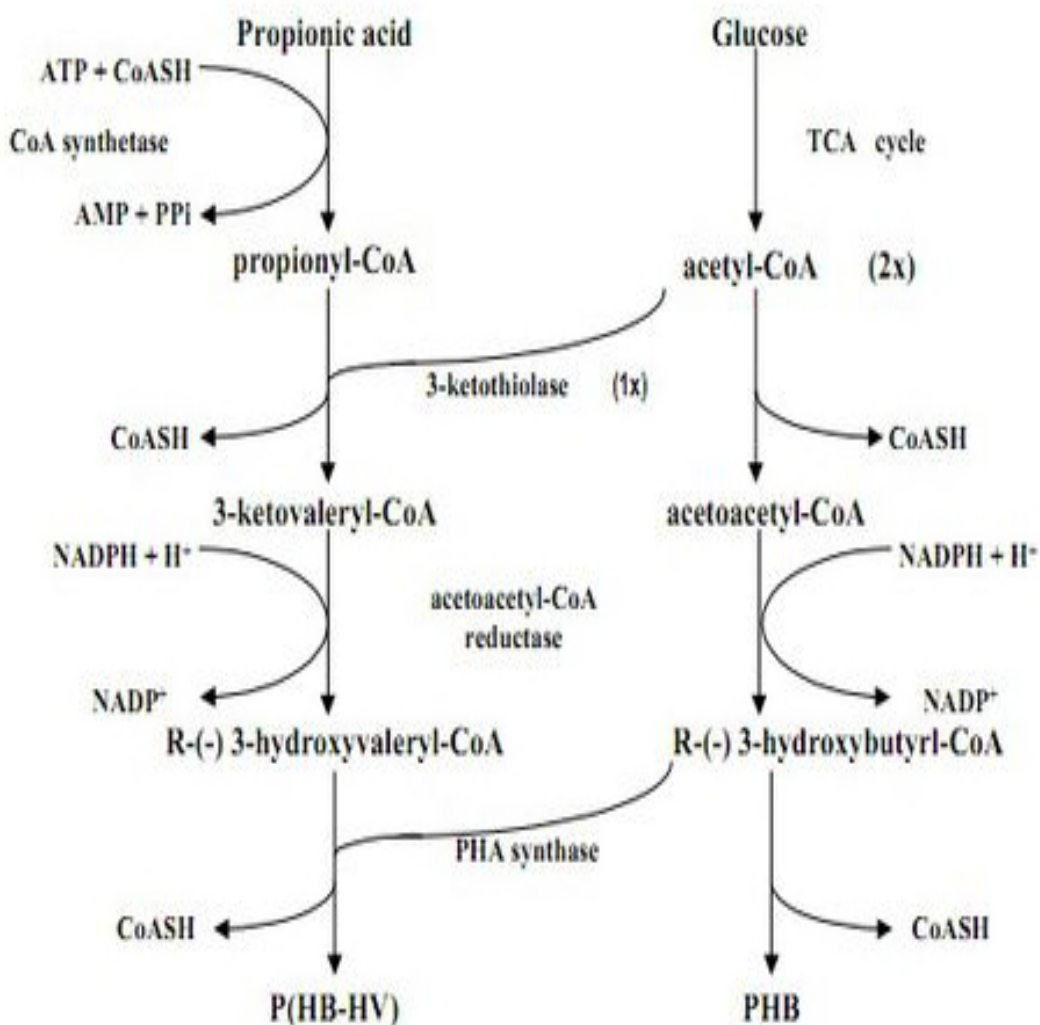 Propionic acid
Glucose
ATP + CoASH
CoA synthetase
TCA cycle
AMP + PPi
propionyl-CoA
acetyl-CoA (2x)
3-ketothiolase (1x)
CoASH
CoASH
3-ketovaleryl-CoA
acetoacetyl-CoA
NADPH + H⁺
NADPH + H⁺
acetoacetyl-CoA
reductase
NADP⁺
NADP⁺
R-(-) 3-hydroxyvaleryl-CoA
R-(-) 3-hydroxybutyrl-CoA
PHA synthase
CoASH
CoASH
P(HB-HV)
PHB